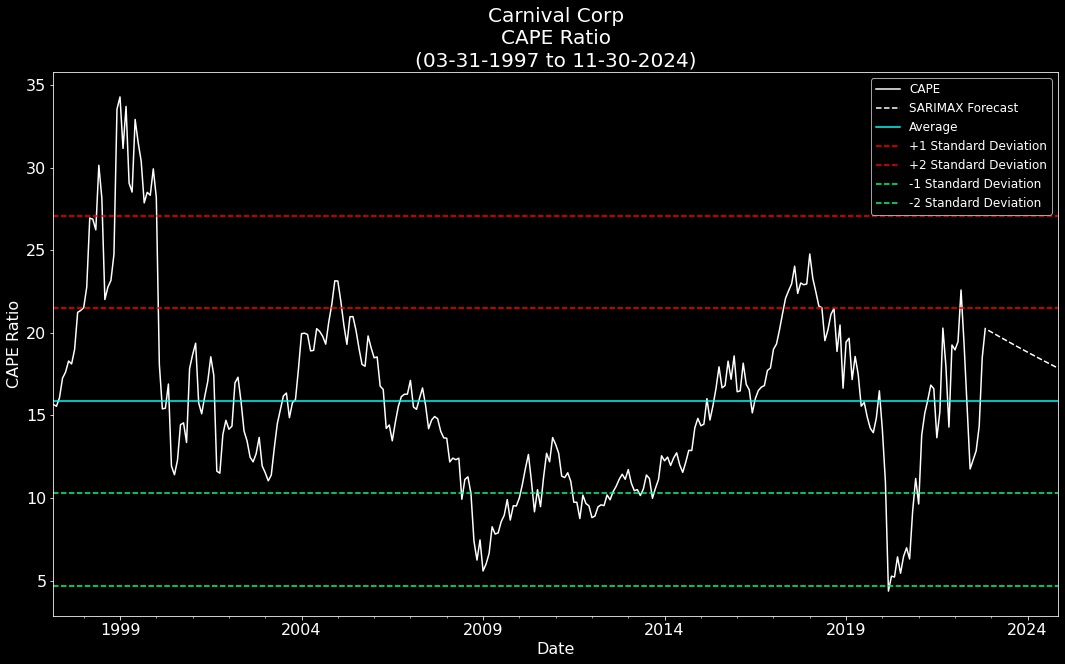 Carnival Corp
CAPE Ratio
(03-31-1997 to 11-30-2024)
CAPE
SARIMAX Forecast
Average
+1 Standard Deviation
+2 Standard Deviation
-1 Standard Deviation
-2 Standard Deviation
CAPE Ratio
35
30
25
20
15
10
5
1999
2004
2009
2014
2019
2024
Date